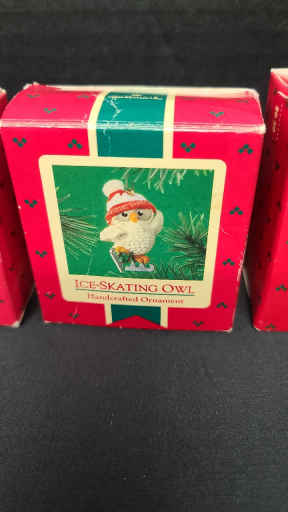 ICE-SKATING OWL
Handcrafted Ornament